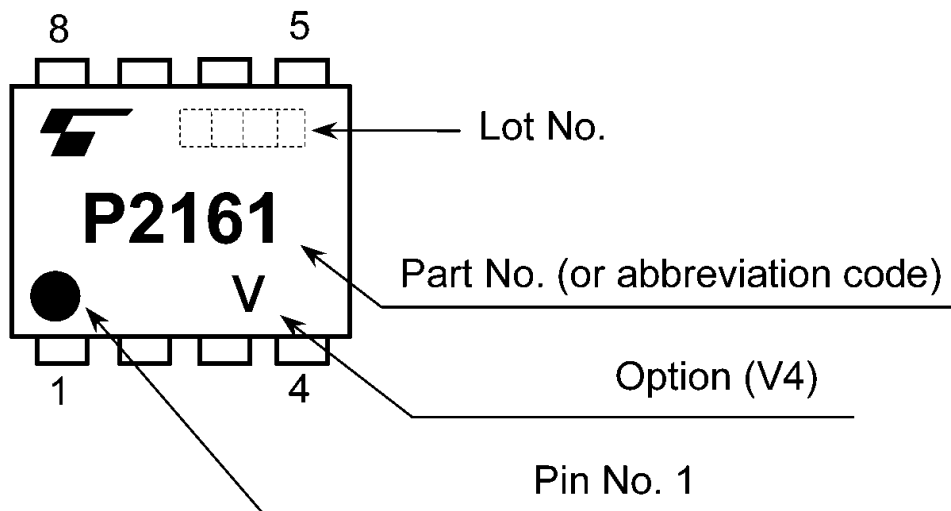 8 5
Lot No.
P2161
Part No. (or abbreviation code)
V
1 4
Option (V4)
Pin No. 1